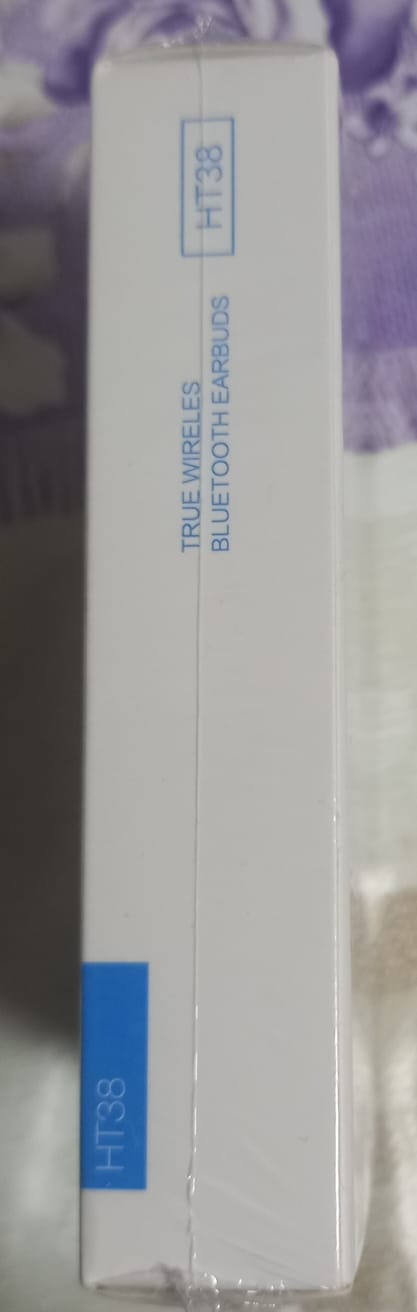 HT38
TRUE WIRELES
BLUETOOTH EARBUDS
HT38